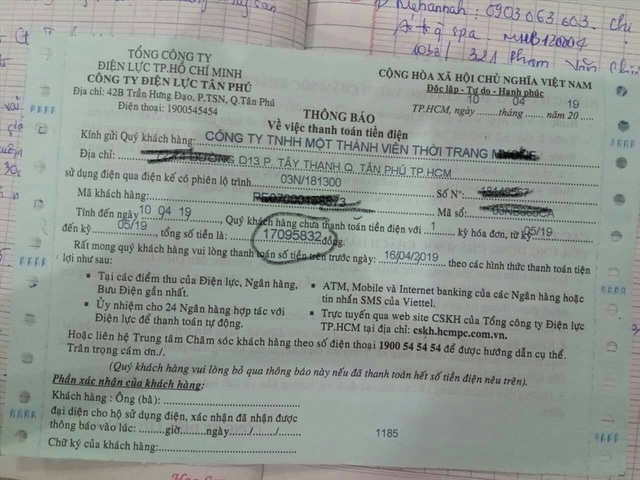 Myhannah: 0903 063 603. Chị
spa
321 Phạm Văn
TỔNG CÔNG TY
ĐIỆN LỰC TP.HỒ CHÍ MINH
CÔNG TY ĐIỆN LỰC TÂN PHÚ
Địa chỉ: 42B Trần Hưng Đạo, P.TSN, Q.Tân Phú
Điện thoại: 1900545454
CỘNG HÒA XÃ HỘI CHỦ NGHĨA VIỆT NAM
Độc lập - Tự do - Hạnh phúc
TP.HCM, ngày 10 tháng 04 năm 2019
THÔNG BÁO
Về việc thanh toán tiền điện
Kính gửi Quý khách hàng: CÔNG TY TNHH MỘT THÀNH VIÊN THỜI TRANG
Địa chỉ: ĐƯỜNG D13.P. TÂY THẠNH.Q. TÂN PHÚ.TP.HCM
sử dụng điện qua điện kế có phiên lộ trình 03N/181300 Số N°:
Mã khách hàng: Mã số:
Tính đến ngày 10 04 19, Quý khách hàng chưa thanh toán tiền điện với 1 kỳ hóa đơn, từ kỳ 05/19
đến kỳ 05/19, tổng số tiền là: 17095832 đồng.
Rất mong quý khách hàng vui lòng thanh toán số tiền trên trước ngày: 16/04/2019 theo các hình thức thanh toán tiện
lợi như sau:
• Tại các điểm thu của Điện lực, Ngân hàng,
Bưu Điện gần nhất.
• Ủy nhiệm cho 24 Ngân hàng hợp tác với
Điện lực để thanh toán tự động.
• ATM, Mobile và Internet banking của các Ngân hàng hoặc
tin nhắn SMS của Viettel.
• Trực tuyến qua web site CSKH của Tổng công ty Điện lực
TP.HCM tại địa chỉ: cskh.hcmpc.com.vn.
Hoặc liên hệ Trung tâm Chăm sóc khách hàng theo số điện thoại 1900 54 54 54 để được hướng dẫn cụ thể.
Trân trọng cám ơn./.
(Quý khách hàng vui lòng bỏ qua thông báo này nếu đã thanh toán hết số tiền điện nêu trên).
Phần xác nhận của khách hàng:
Khách hàng : Ông (bà):
đại diện cho hộ sử dụng điện, xác nhận đã nhận được
thông báo vào lúc:........giờ........ngày....../....../......
Chữ ký của khách hàng:
1185